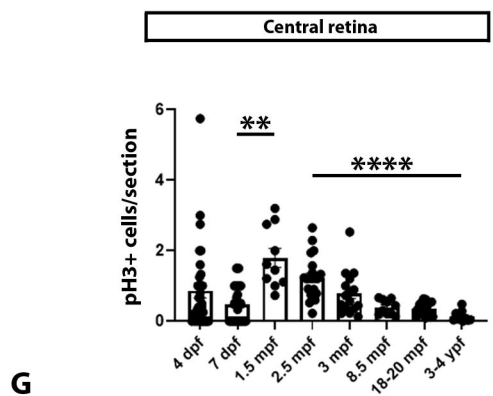 Central retina
pH3+ cells/section
6
4
2
0
**
****
4 dpf
7 dpf
1.5 mpf
2.5 mpf
3 mpf
8.5 mpf
18-20 mpf
3-4 ypf
G